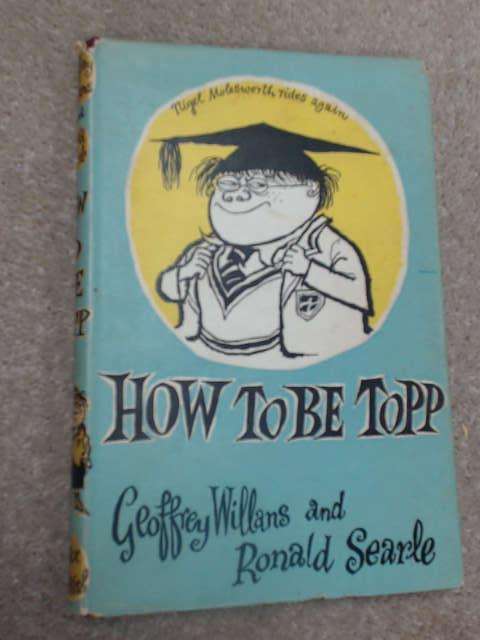 Nigel Molesworth rides again
HOW TO BE TOPP
Geoffrey Willans and
Ronald Searle